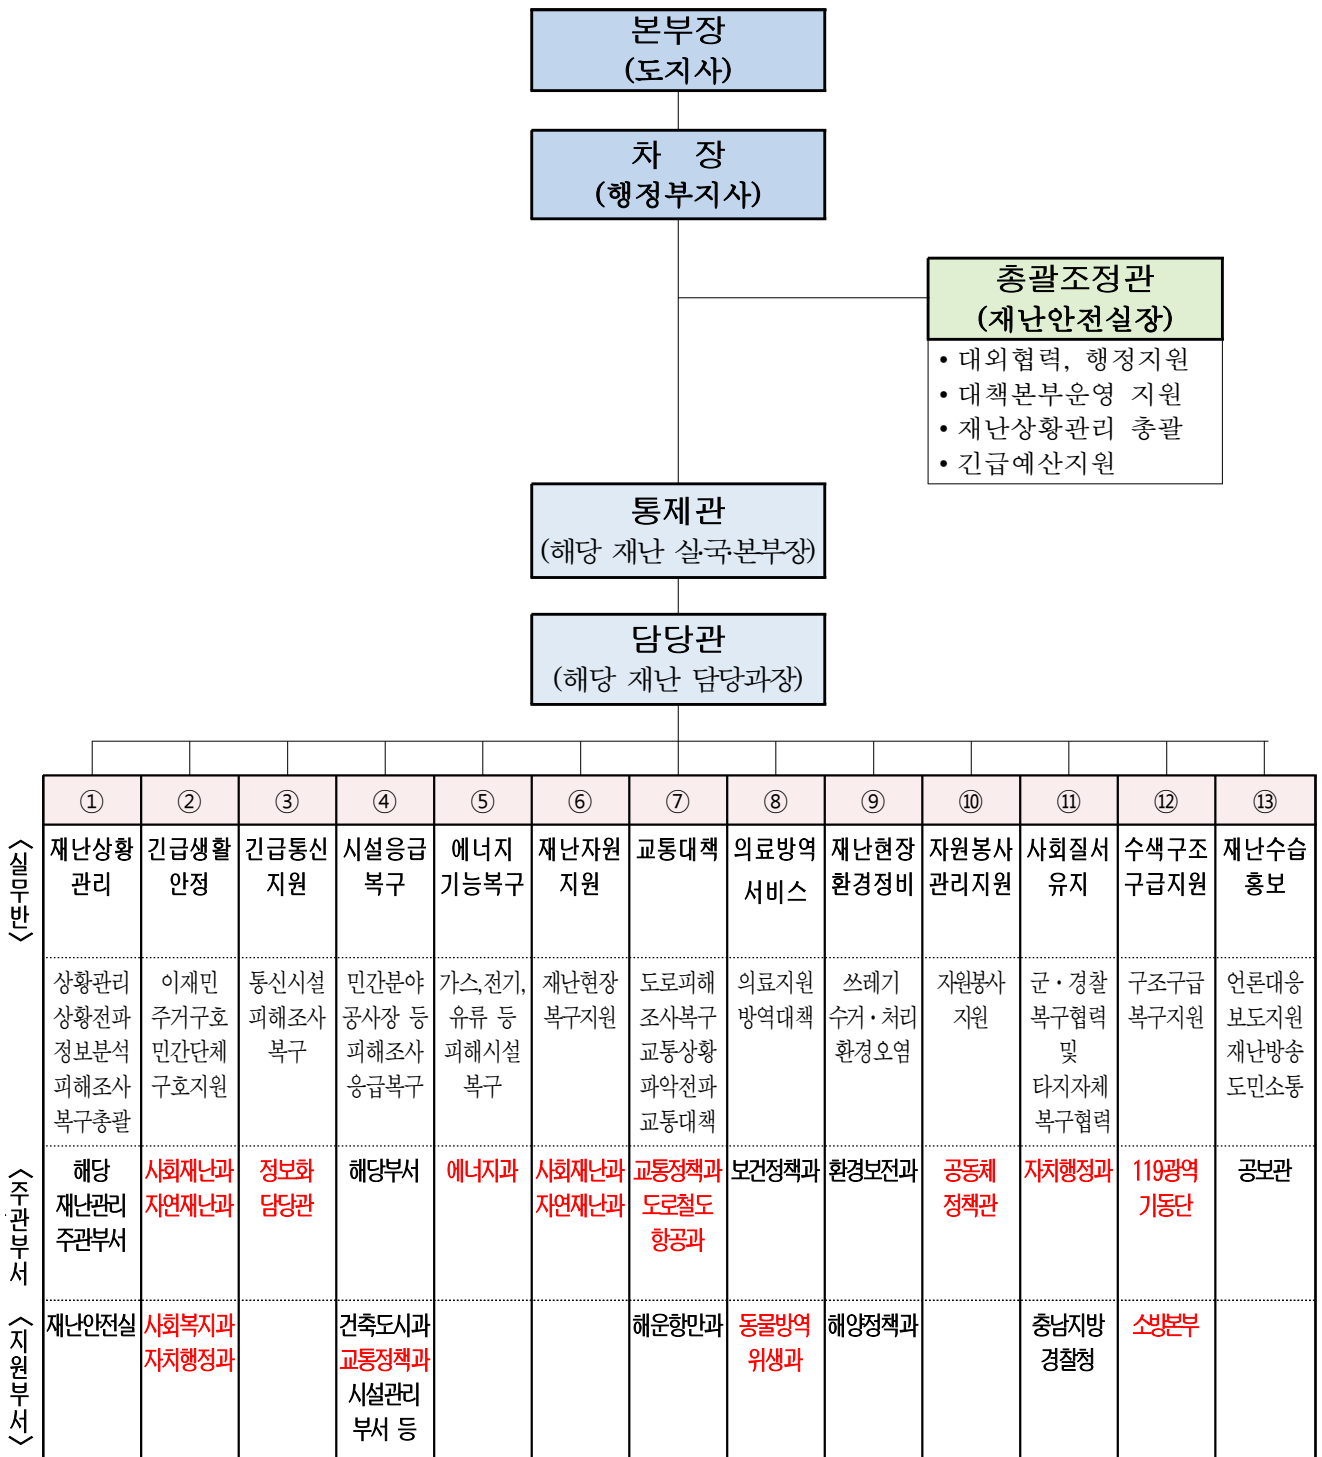 본부장
(도지사)
차 장
(행정부지사)
총괄조정관
(재난안전실장)
• 대외협력, 행정지원
• 대책본부운영 지원
• 재난상황관리 총괄
• 긴급예산지원
통제관
(해당 재난 실·국·본부장)
담당관
(해당 재난 담당과장)
① ② ③ ④ ⑤ ⑥ ⑦ ⑧ ⑨ ⑩ ⑪ ⑫ ⑬
〈실무반〉
재난상황
관리
긴급생활
안정
긴급통신
지원
시설응급
복구
에너지
기능복구
재난자원
지원
교통대책
의료방역
서비스
재난현장
환경정비
자원봉사
관리지원
사회질서
유지
수색구조
구급지원
재난수습
홍보
상황관리
상황전파
정보분석
피해조사
복구총괄
이재민
주거구호
민간단체
구호지원
통신시설
피해조사
복구
민간분야
공사장 등
피해조사
응급복구
가스,전기,
유류 등
피해시설
복구
재난현장
복구지원
도로피해
조사복구
교통상황
파악전파
교통대책
의료지원
방역대책
쓰레기
수거·처리
환경오염
자원봉사
지원
군·경찰
복구협력
및
타지자체
복구협력
구조구급
복구지원
언론대응
보도지원
재난방송
도민소통
〈주관부서〉
해당
재난관리
주관부서
사회재난과
자연재난과
정보화
담당관
해당부서
에너지과
사회재난과
자연재난과
교통정책과
도로철도
항공과
보건정책과
환경보전과
공동체
정책관
자치행정과
119광역
기동단
공보관
〈지원부서〉
재난안전실
사회복지과
자치행정과
건축도시과
교통정책과
시설관리
부서 등
해운항만과
동물방역
위생과
해양정책과
충남지방
경찰청
소방본부